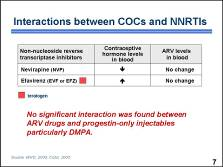 Interactions between COCs and NNRTIs
Non-nucleoside reverse transcriptase inhibitors
Contraceptive hormone levels in blood
ARV levels in blood
Nevirapine (NVP)
No change
Efavirenz (EVF or EFZ)
No change
teratogen
No significant interaction was found between
ARV drugs and progestin-only injectables
particularly DMPA.
7